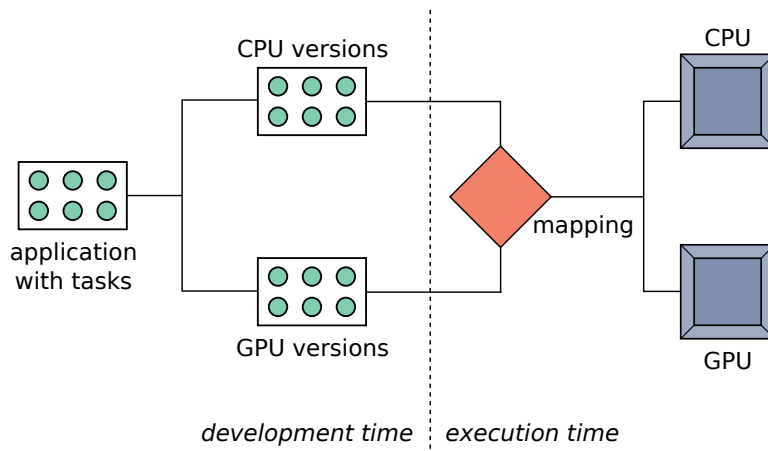 CPU versions
CPU
application
with tasks
mapping
GPU versions
GPU
development time
execution time